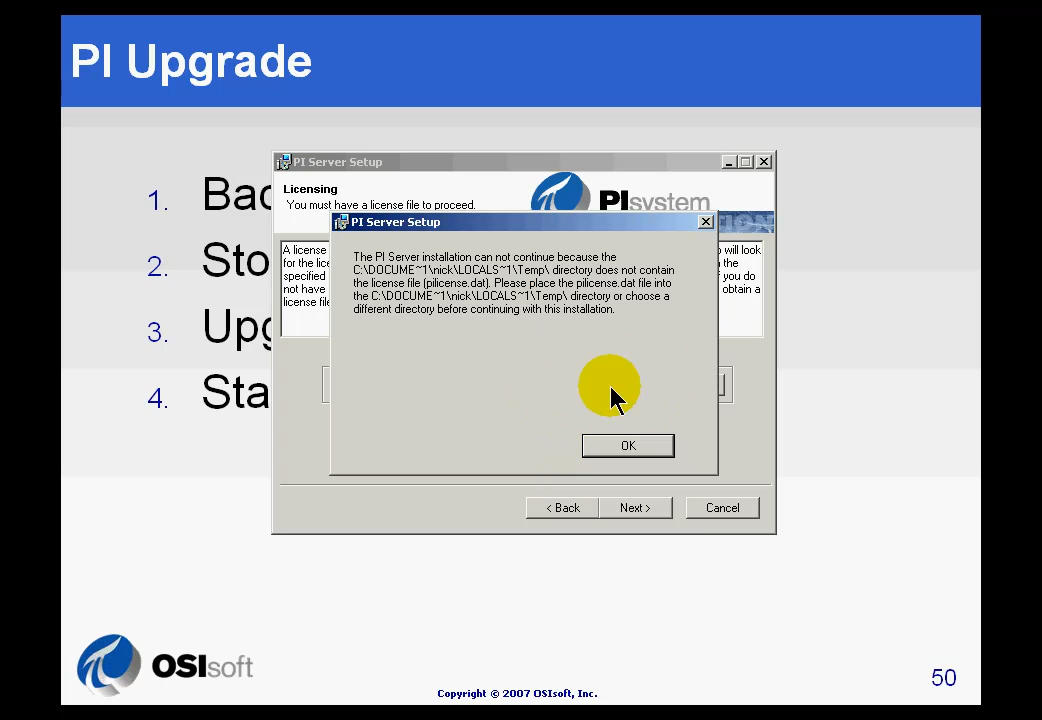 PI Upgrade
1. Bac
2. Sto
3. Upg
4. Sta
PI Server Setup
Licensing
You must have a license file to proceed.
PIsystem
A license
for the lice
specified
not have
license file
o will look
the
f you do
obtain a
PI Server Setup
The PI Server installation can not continue because the
C:\DOCUME~1\nick\LOCALS~1\Temp\ directory does not contain
the license file (pilicense.dat). Please place the pilicense.dat file into
the C:\DOCUME~1\nick\LOCALS~1\Temp\ directory or choose a
different directory before continuing with this installation.
OK
< Back
Next >
Cancel
OSIsoft
Copyright © 2007 OSIsoft, Inc.
50